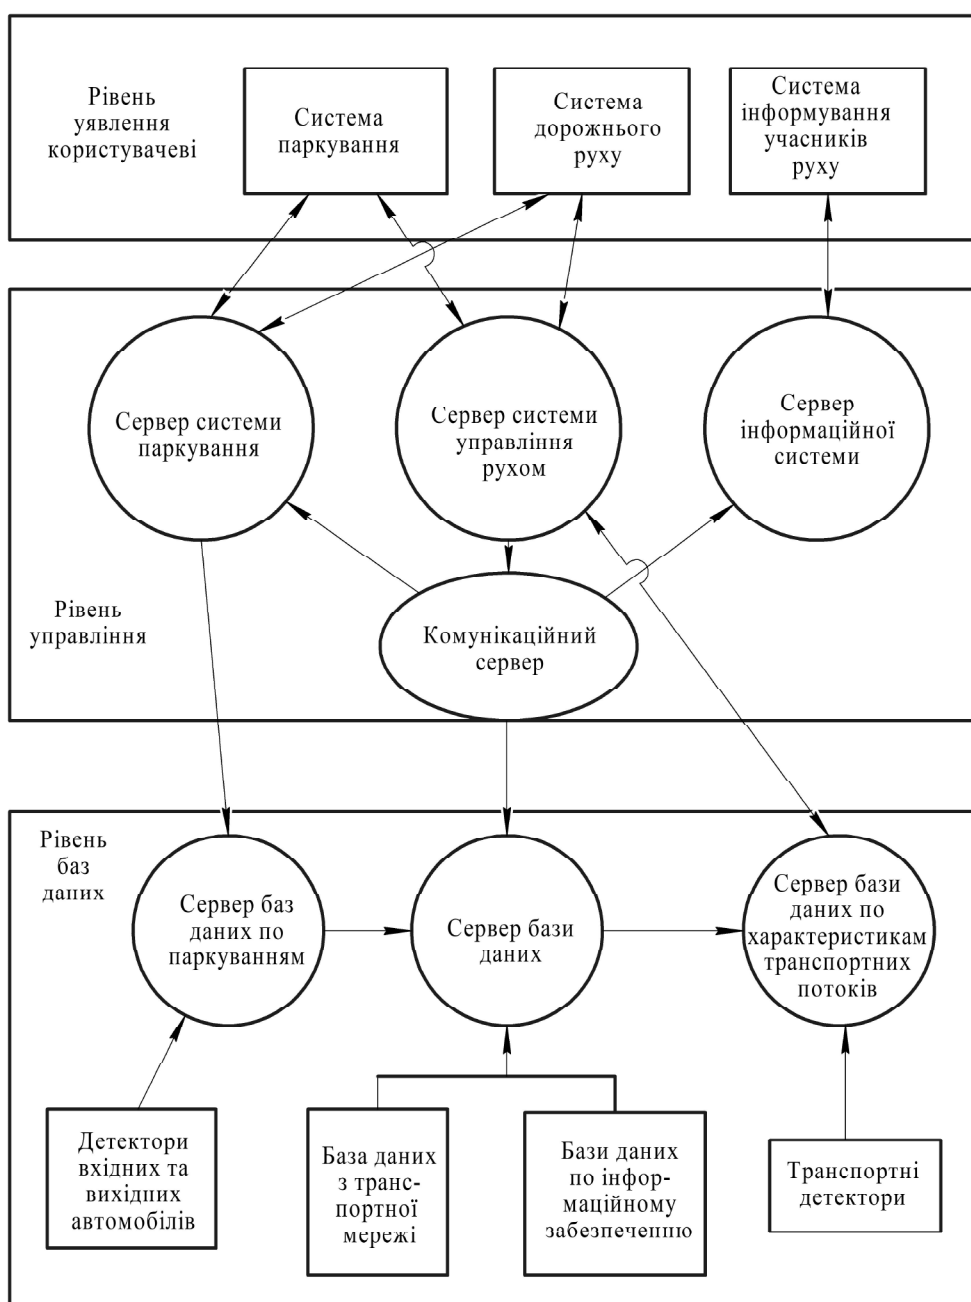 Рівень
уявлення
користувачеві
Система
паркування
Система
дорожнього
руху
Система
інформування
учасників
руху
Сервер системи
паркування
Сервер системи
управління
рухом
Сервер
інформаційної
системи
Рівень
управління
Комунікаційний
сервер
Рівень
баз
даних
Сервер баз
даних по
паркуванням
Сервер бази
даних
Сервер бази
даних по
характеристикам
транспортних
потоків
Детектори
вхідних та
вихідних
автомобілів
База даних
з транс-
портної
мережі
Бази даних
по інфор-
маційному
забезпеченню
Транспортні
детектори